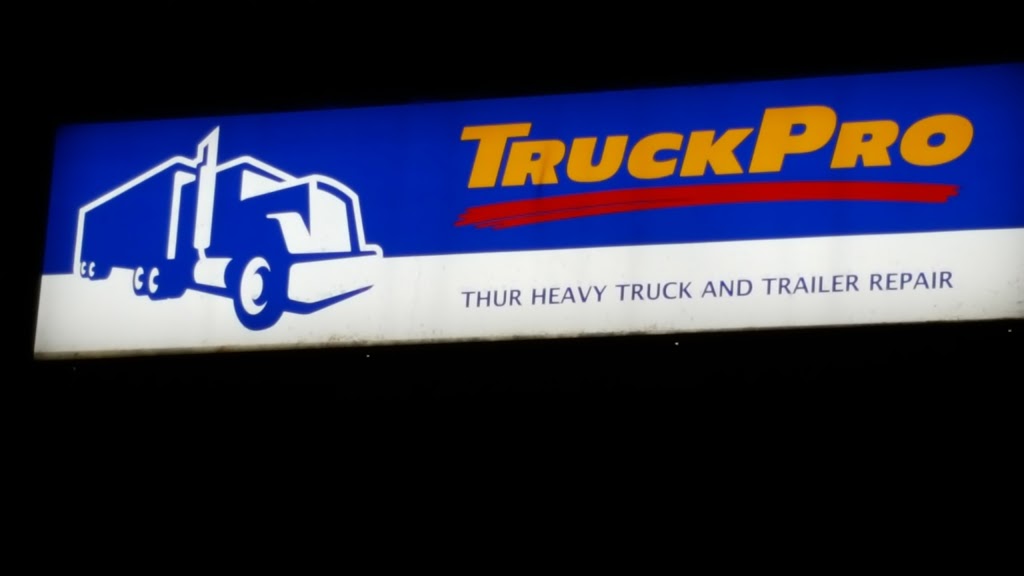 TRUCKPRO
THUR HEAVY TRUCK AND TRAILER REPAIR